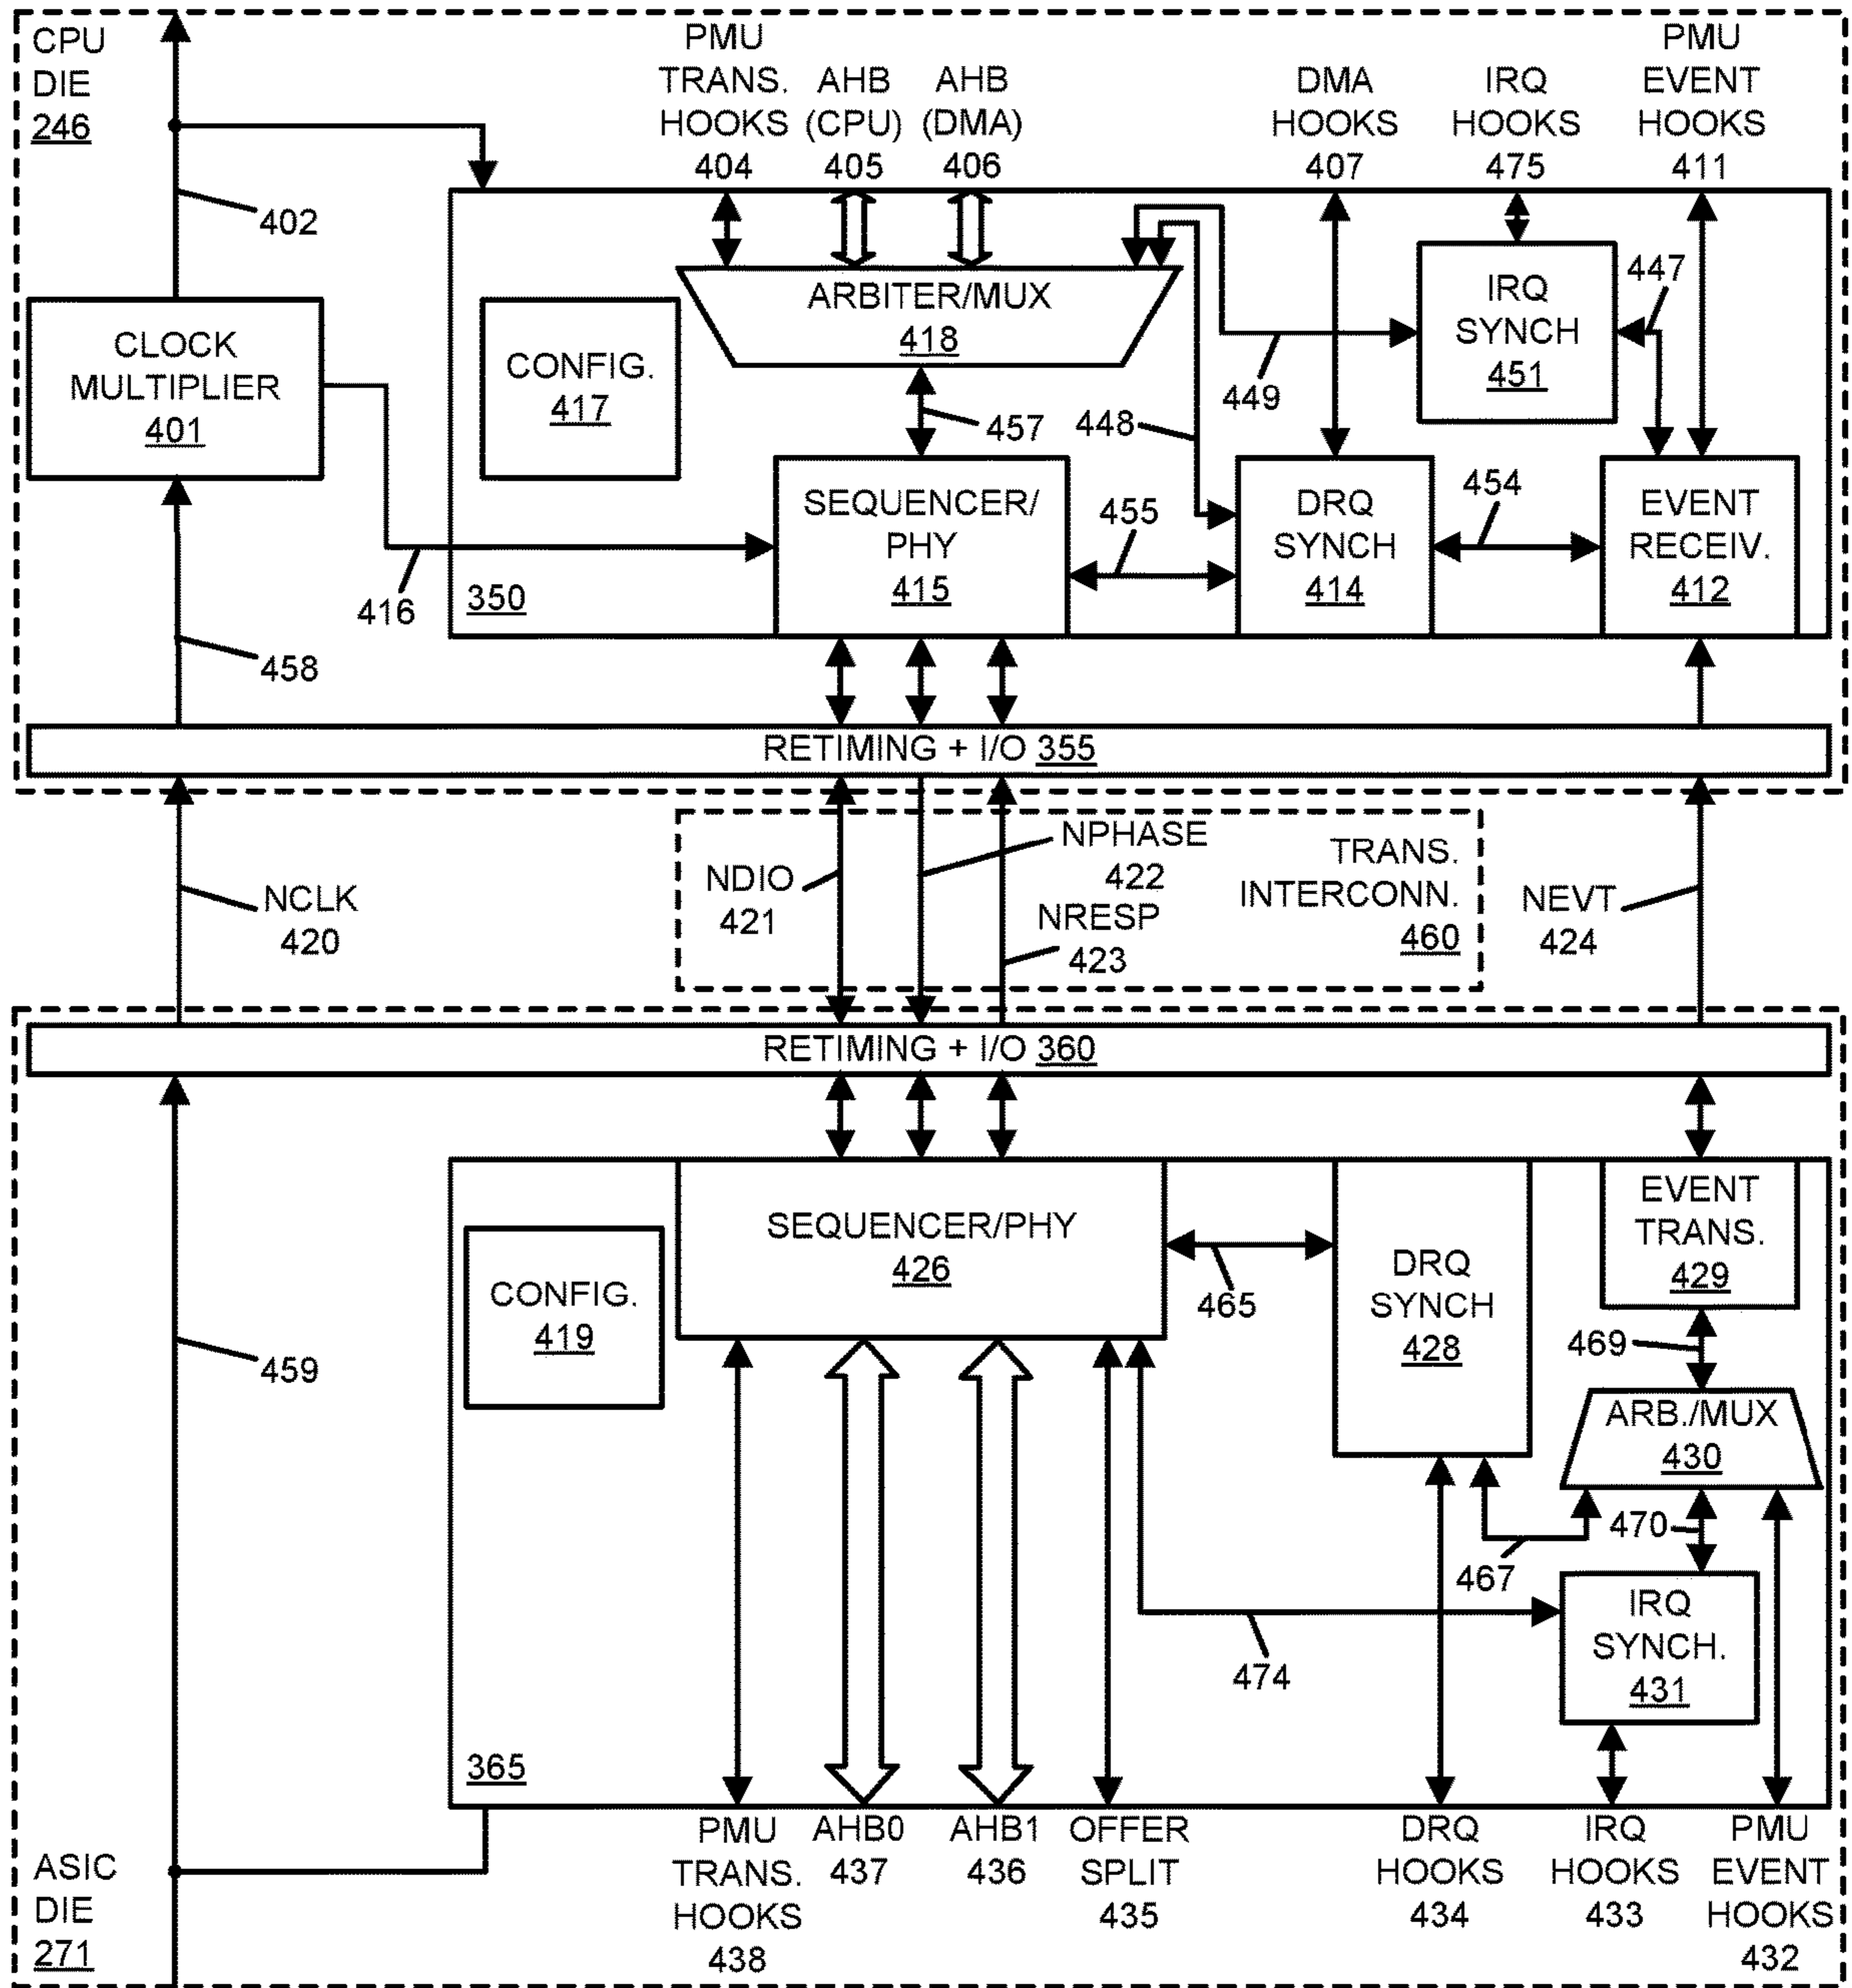 CPU
DIE
246
PMU
TRANS.
HOOKS
404
AHB
(CPU)
405
AHB
(DMA)
406
DMA
HOOKS
407
IRQ
HOOKS
475
PMU
EVENT
HOOKS
411
402
CLOCK
MULTIPLIER
401
CONFIG.
417
ARBITER/MUX
418
IRQ
SYNCH
451
447
449
448
457
SEQUENCER/
PHY
415
455
DRQ
SYNCH
414
454
EVENT
RECEIV.
412
416
350
458
RETIMING + I/O 355
NCLK
420
NDIO
421
NPHASE
422
NRESP
423
TRANS.
INTERCONN.
460
NEVT
424
RETIMING + I/O 360
459
CONFIG.
419
SEQUENCER/PHY
426
465
DRQ
SYNCH
428
EVENT
TRANS.
429
469
ARB./MUX
430
467
470
IRQ
SYNCH.
431
474
365
ASIC
DIE
271
PMU
TRANS.
HOOKS
438
AHB0
437
AHB1
436
OFFER
SPLIT
435
DRQ
HOOKS
434
IRQ
HOOKS
433
PMU
EVENT
HOOKS
432